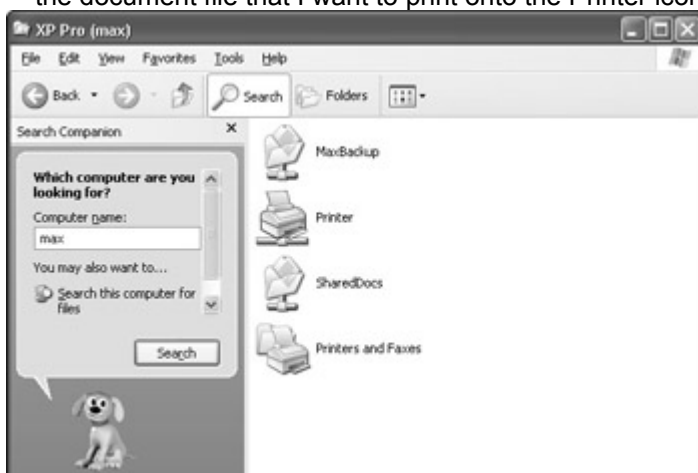 the document file that I want to print onto the Printer icon
XP Pro (max)
File Edit View Favorites Tools Help
Back Search Folders
Search Companion
Which computer are you
looking for?
Computer name:
max
You may also want to...
Search this computer for
files
Search
MaxBackup
Printer
SharedDocs
Printers and Faxes